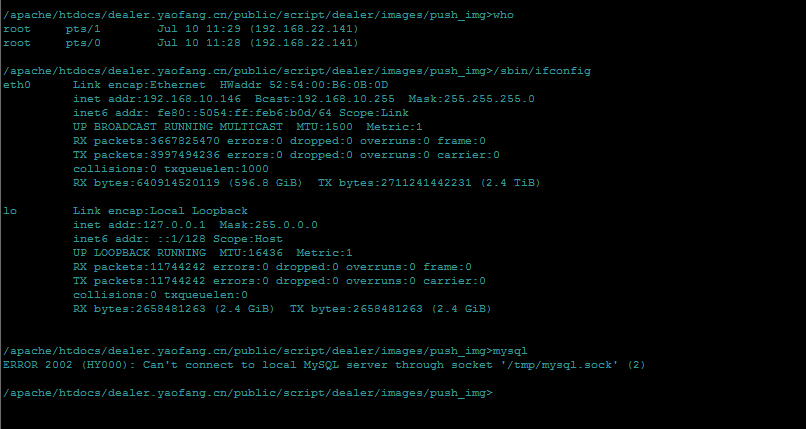 /apache/htdocs/dealer.yaofang.cn/public/script/dealer/images/push_img>who
root     pts/1        Jul 10 11:29 (192.168.22.141)
root     pts/0        Jul 10 11:28 (192.168.22.141)
/apache/htdocs/dealer.yaofang.cn/public/script/dealer/images/push_img>/sbin/ifconfig
eth0      Link encap:Ethernet  HWaddr 52:54:00:B6:0B:0D
          inet addr:192.168.10.146  Bcast:192.168.10.255  Mask:255.255.255.0
          inet6 addr: fe80::5054:ff:feb6:b0d/64 Scope:Link
          UP BROADCAST RUNNING MULTICAST  MTU:1500  Metric:1
          RX packets:3667825470 errors:0 dropped:0 overruns:0 frame:0
          TX packets:3997494236 errors:0 dropped:0 overruns:0 carrier:0
          collisions:0 txqueuelen:1000
          RX bytes:640914520119 (596.8 GiB)  TX bytes:2711241442231 (2.4 TiB)
lo        Link encap:Local Loopback
          inet addr:127.0.0.1  Mask:255.0.0.0
          inet6 addr: ::1/128 Scope:Host
          UP LOOPBACK RUNNING  MTU:16436  Metric:1
          RX packets:11744242 errors:0 dropped:0 overruns:0 frame:0
          TX packets:11744242 errors:0 dropped:0 overruns:0 carrier:0
          collisions:0 txqueuelen:0
          RX bytes:2658481263 (2.4 GiB)  TX bytes:2658481263 (2.4 GiB)
/apache/htdocs/dealer.yaofang.cn/public/script/dealer/images/push_img>mysql
ERROR 2002 (HY000): Can't connect to local MySQL server through socket '/tmp/mysql.sock' (2)
/apache/htdocs/dealer.yaofang.cn/public/script/dealer/images/push_img>